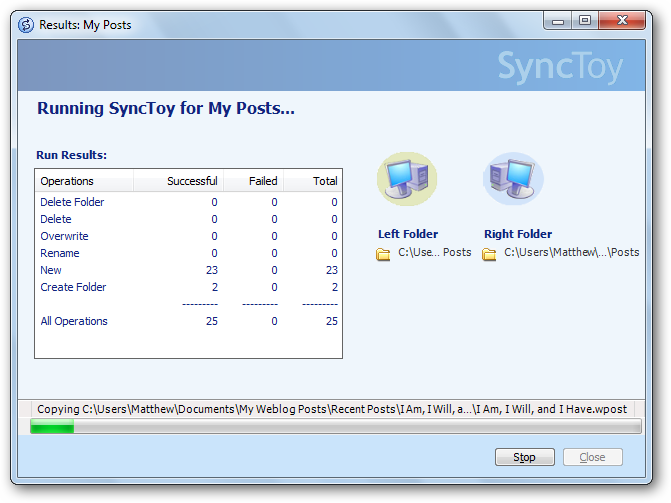 Results: My Posts
SyncToy
Running SyncToy for My Posts...
Run Results:
Operations Successful Failed Total
Delete Folder 0 0 0
Delete 0 0 0
Overwrite 0 0 0
Rename 0 0 0
New 23 0 23
Create Folder 2 0 2
--------- --------- ---------
All Operations 25 0 25
Left Folder Right Folder
C:\Use... Posts C:\Users\Matthew\...\Posts
Copying C:\Users\Matthew\Documents\My Weblog Posts\Recent Posts\I Am, I Will, a...\I Am, I Will, and I Have.wpost
Stop Close